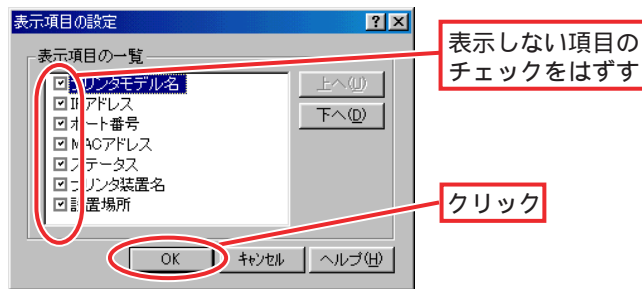 表示項目の設定
表示項目の一覧
プリンタモデル名
IPアドレス
ポート番号
MACアドレス
ステータス
プリンタ装置名
設置場所
上へ(U)
下へ(D)
OK
キャンセル
ヘルプ(H)
表示しない項目の
チェックをはずす
クリック